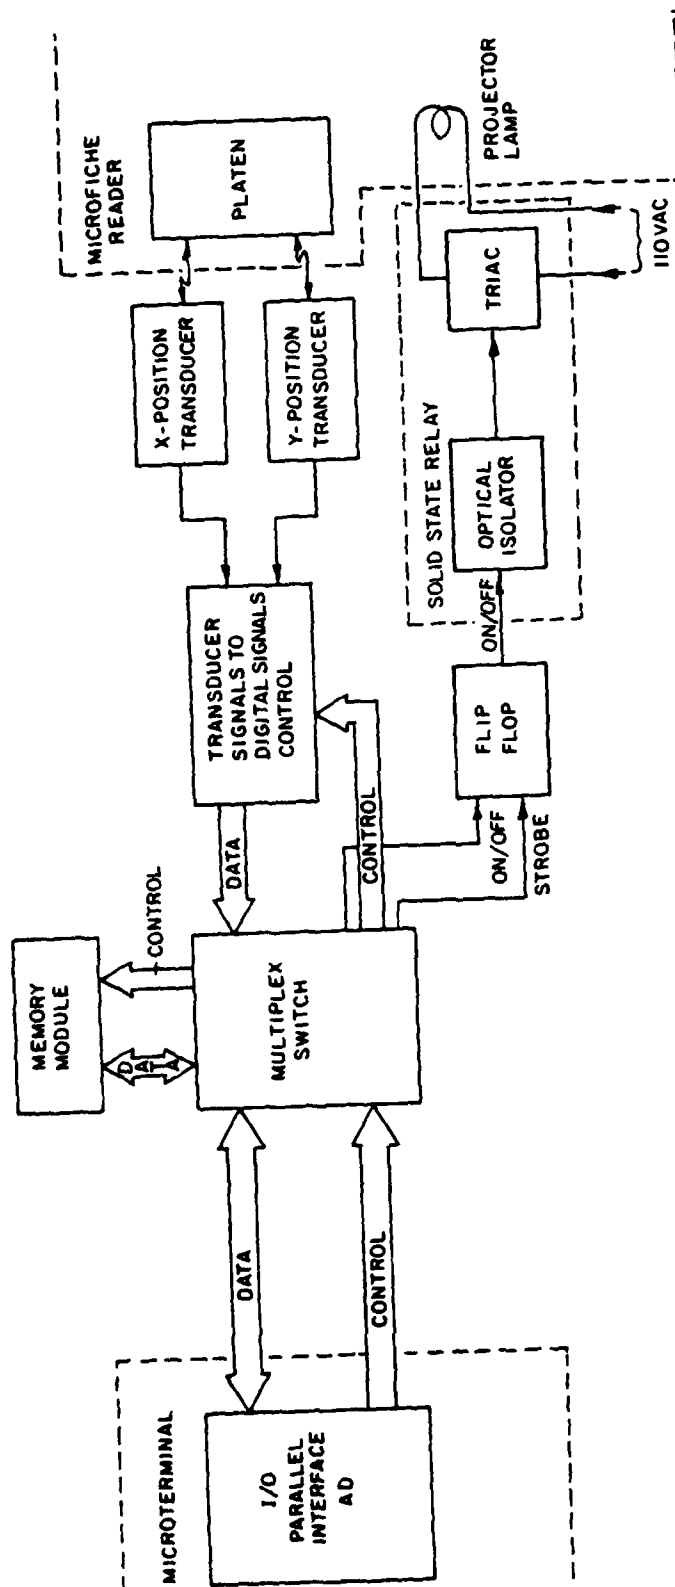 MICROTERMINAL
I/O
PARALLEL
INTERFACE
AD
DATA
CONTROL
MEMORY
MODULE
DATA
CONTROL
MULTIPLEX
SWITCH
DATA
CONTROL
ON/OFF
STROBE
TRANSDUCER
SIGNALS TO
DIGITAL SIGNALS
CONTROL
FLIP
FLOP
ON/OFF
X-POSITION
TRANSDUCER
Y-POSITION
TRANSDUCER
SOLID STATE RELAY
OPTICAL
ISOLATOR
TRIAC
MICROFICHE
READER
PLATEN
PROJECTOR
LAMP
110VAC